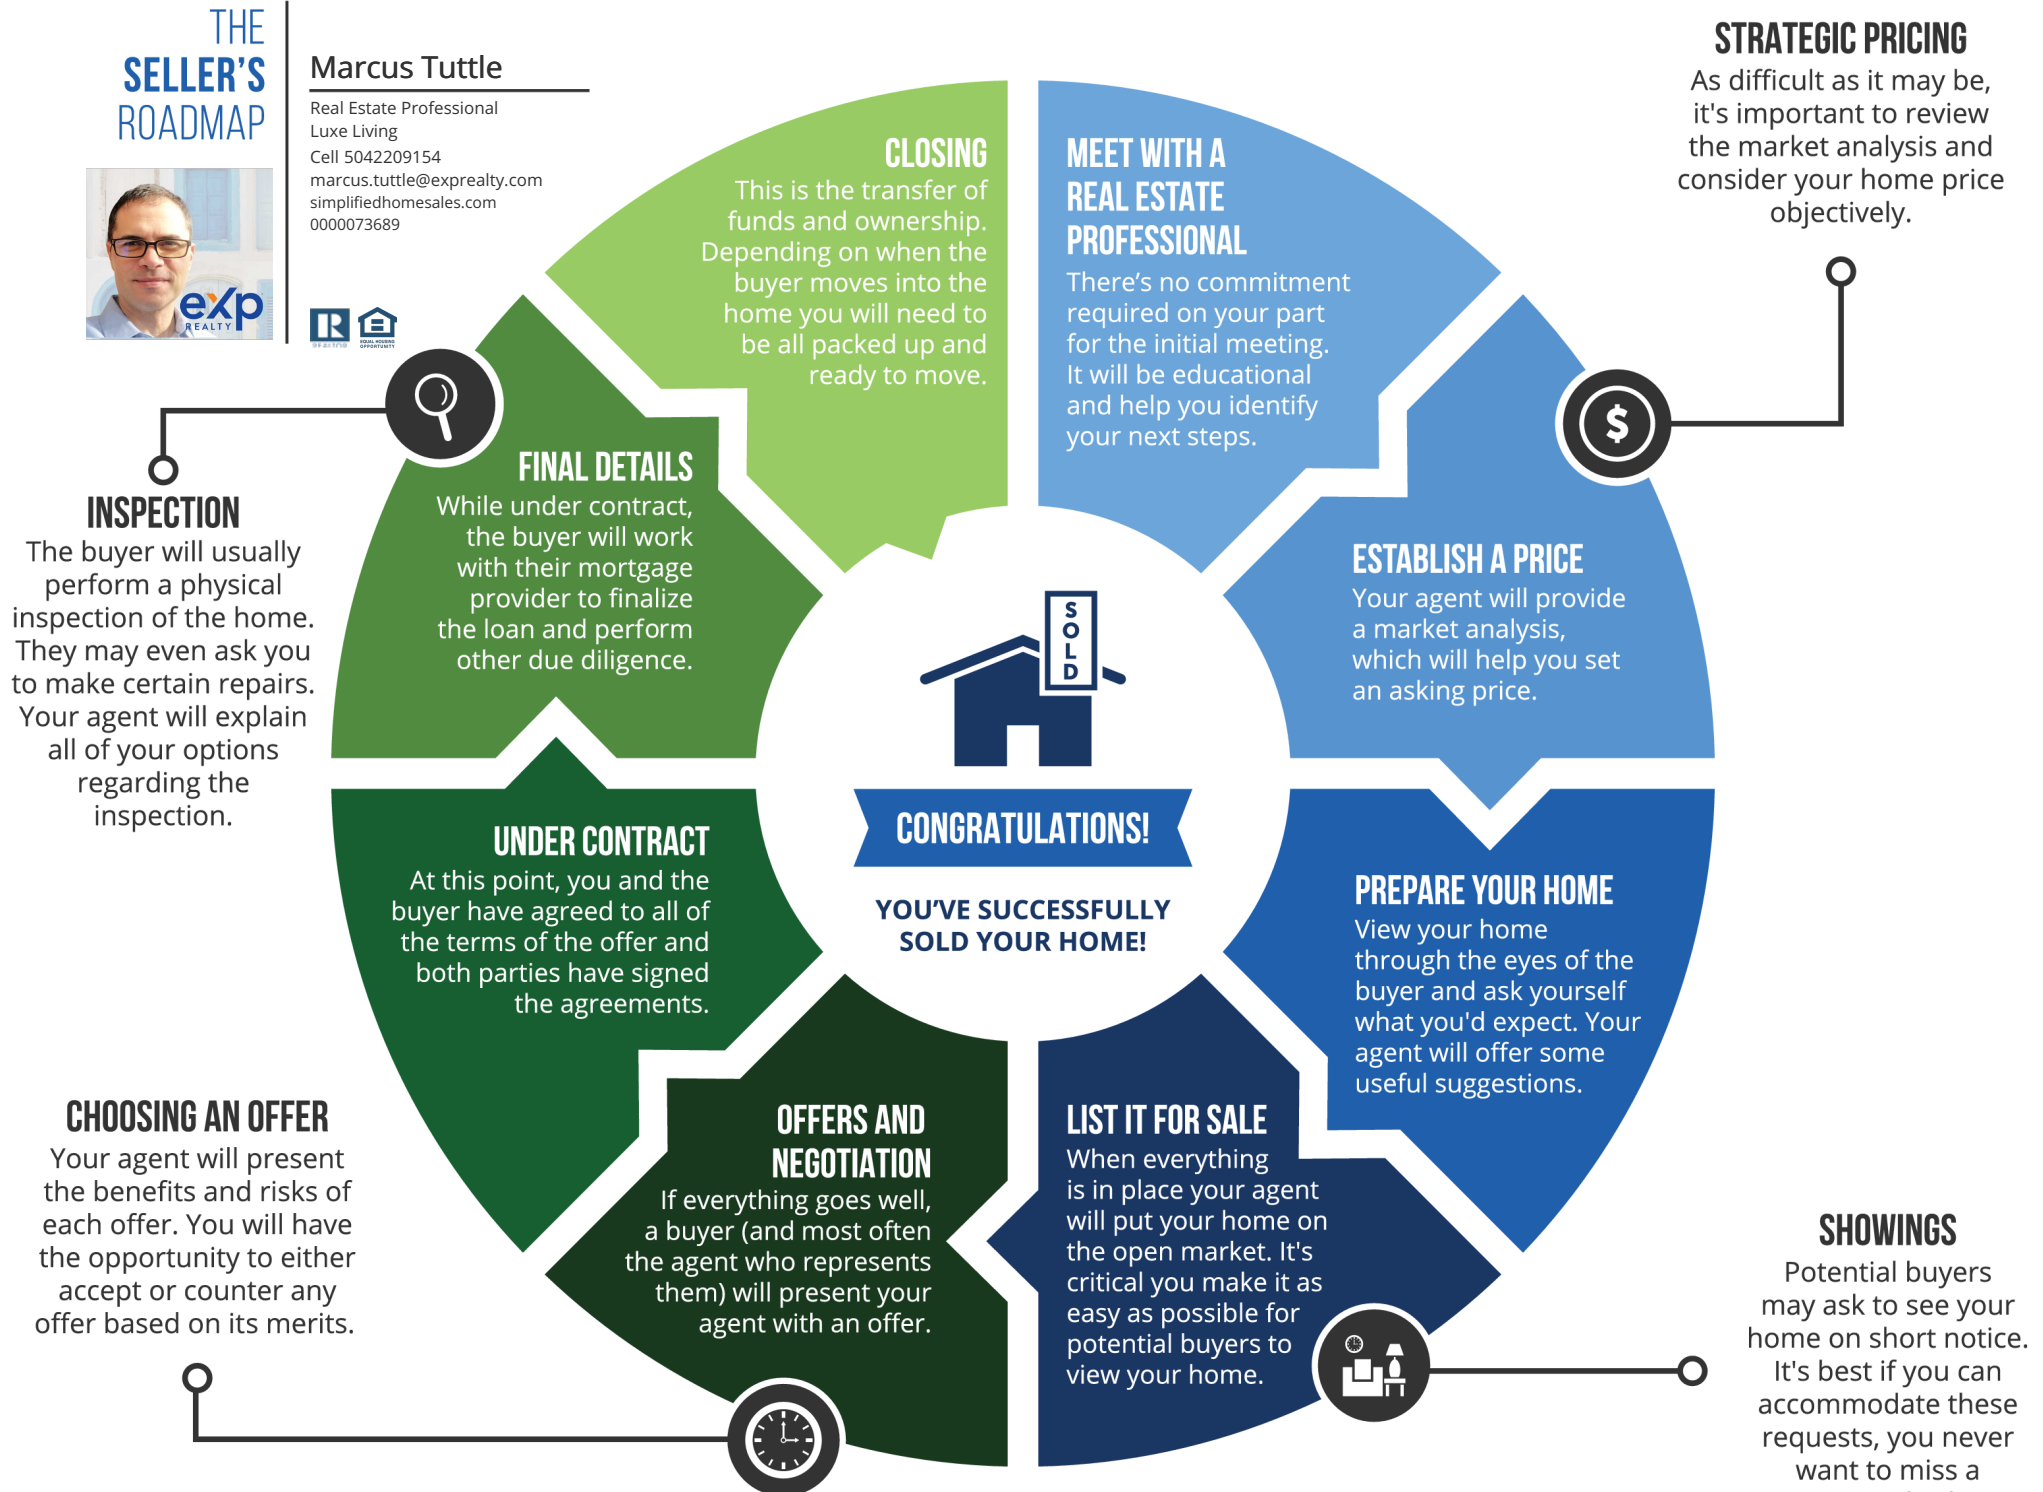 THE
SELLER'S
ROADMAP
Marcus Tuttle
Real Estate Professional
Luxe Living
Cell 5042209154
marcus.tuttle@exprealty.com
simplifiedhomesales.com
0000073689
eXp
REALTY
R
REALTOR
EQUAL HOUSING
OPPORTUNITY
MEET WITH A
REAL ESTATE
PROFESSIONAL
There's no commitment
required on your part
for the initial meeting.
It will be educational
and help you identify
your next steps.
STRATEGIC PRICING
As difficult as it may be,
it's important to review
the market analysis and
consider your home price
objectively.
$
ESTABLISH A PRICE
Your agent will provide
a market analysis,
which will help you set
an asking price.
PREPARE YOUR HOME
View your home
through the eyes of the
buyer and ask yourself
what you'd expect. Your
agent will offer some
useful suggestions.
LIST IT FOR SALE
When everything
is in place your agent
will put your home on
the open market. It's
critical you make it as
easy as possible for
potential buyers to
view your home.
SHOWINGS
Potential buyers
may ask to see your
home on short notice.
It's best if you can
accommodate these
requests, you never
want to miss a
OFFERS AND
NEGOTIATION
If everything goes well,
a buyer (and most often
the agent who represents
them) will present your
agent with an offer.
CHOOSING AN OFFER
Your agent will present
the benefits and risks of
each offer. You will have
the opportunity to either
accept or counter any
offer based on its merits.
UNDER CONTRACT
At this point, you and the
buyer have agreed to all of
the terms of the offer and
both parties have signed
the agreements.
FINAL DETAILS
While under contract,
the buyer will work
with their mortgage
provider to finalize
the loan and perform
other due diligence.
INSPECTION
The buyer will usually
perform a physical
inspection of the home.
They may even ask you
to make certain repairs.
Your agent will explain
all of your options
regarding the
inspection.
CLOSING
This is the transfer of
funds and ownership.
Depending on when the
buyer moves into the
home you will need to
be all packed up and
ready to move.
SOLD
CONGRATULATIONS!
YOU'VE SUCCESSFULLY
SOLD YOUR HOME!